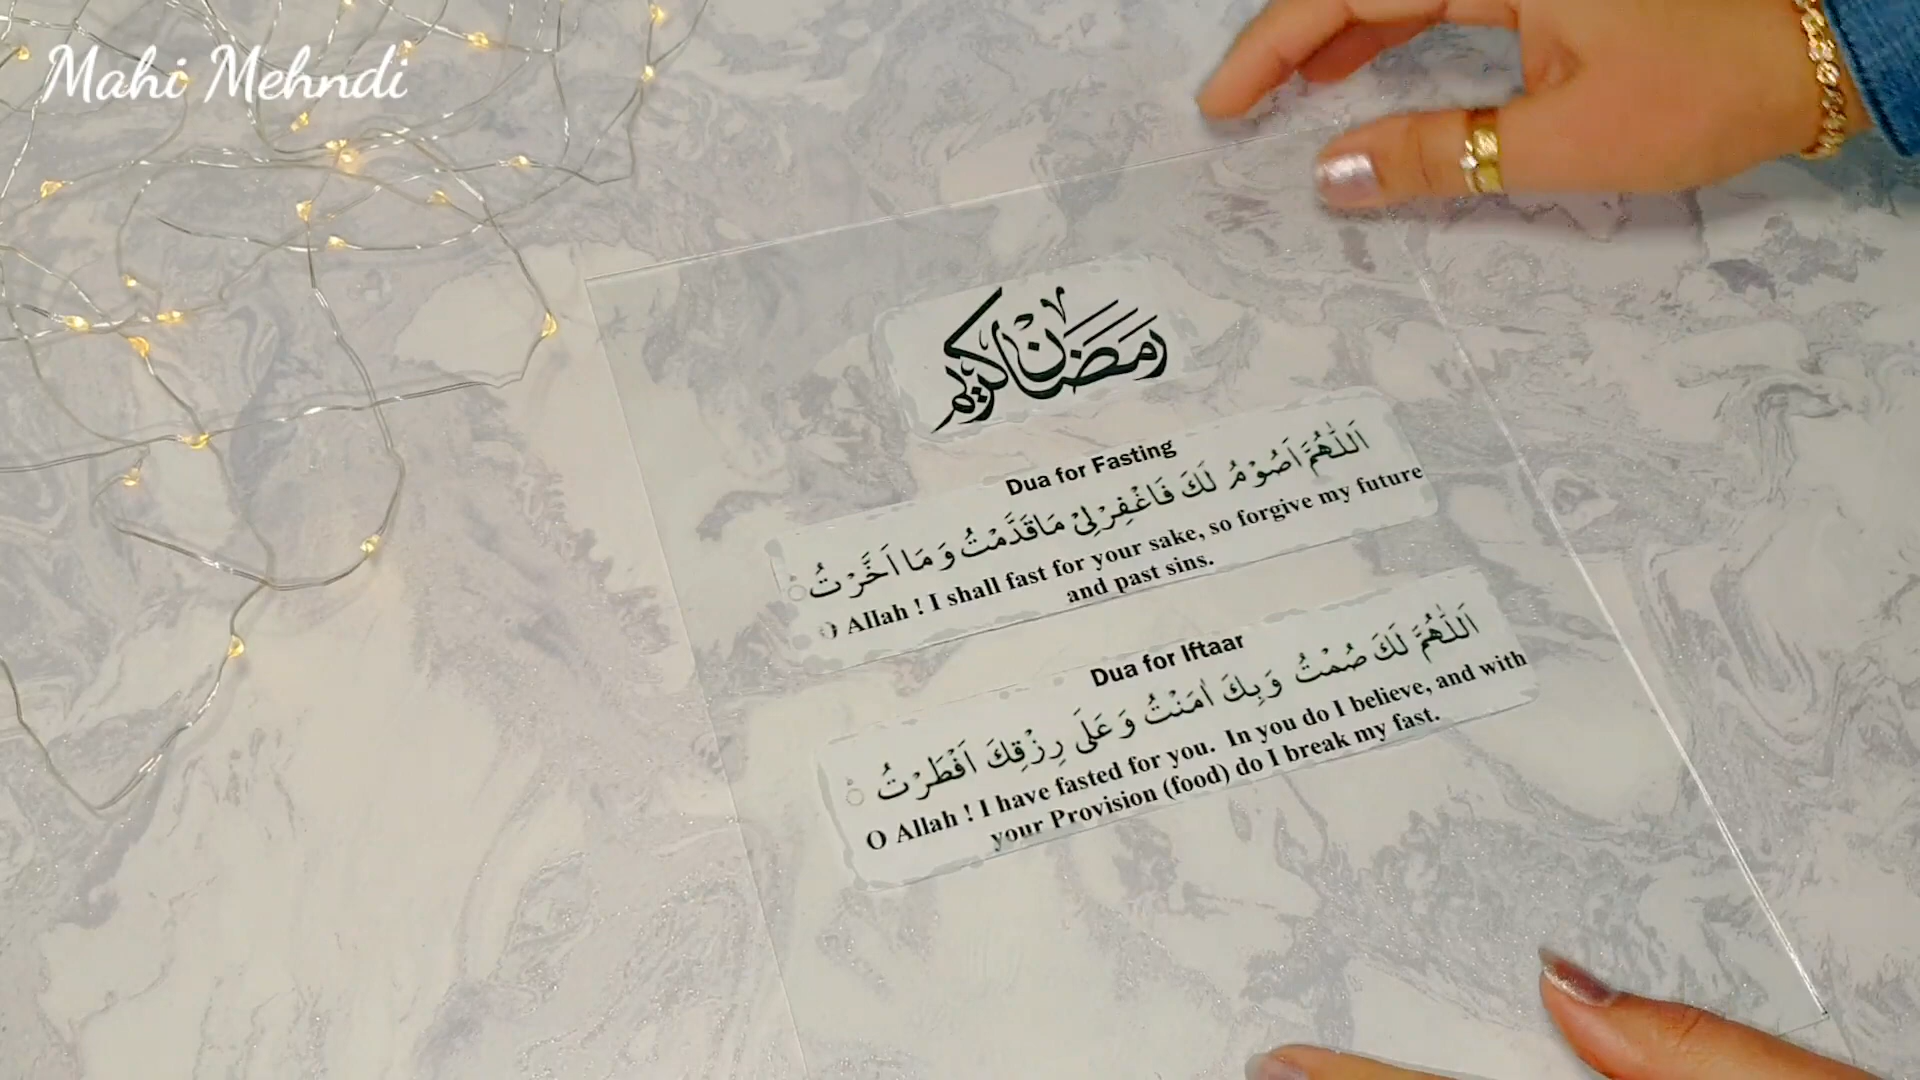 Mahi Mehndi
رمضان كريم
Dua for Fasting
اَللّٰهُمَّ اَصُوْمُ لَكَ فَاغْفِرْلِىْ مَاقَدَّمْتُ وَمَا اَخَّرْتُ
O Allah ! I shall fast for your sake, so forgive my future
and past sins.
Dua for Iftaar
اَللّٰهُمَّ لَكَ صُمْتُ وَبِكَ اٰمَنْتُ وَعَلَى رِزْقِكَ اَفْطَرْتُ
O Allah ! I have fasted for you. In you do I believe, and with
your Provision (food) do I break my fast.